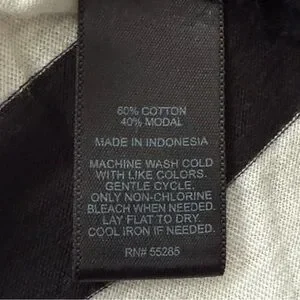 60% COTTON
40% MODAL
MADE IN INDONESIA
MACHINE WASH COLD
WITH LIKE COLORS.
GENTLE CYCLE.
ONLY NON-CHLORINE
BLEACH WHEN NEEDED.
LAY FLAT TO DRY.
COOL IRON IF NEEDED.
RN# 55285